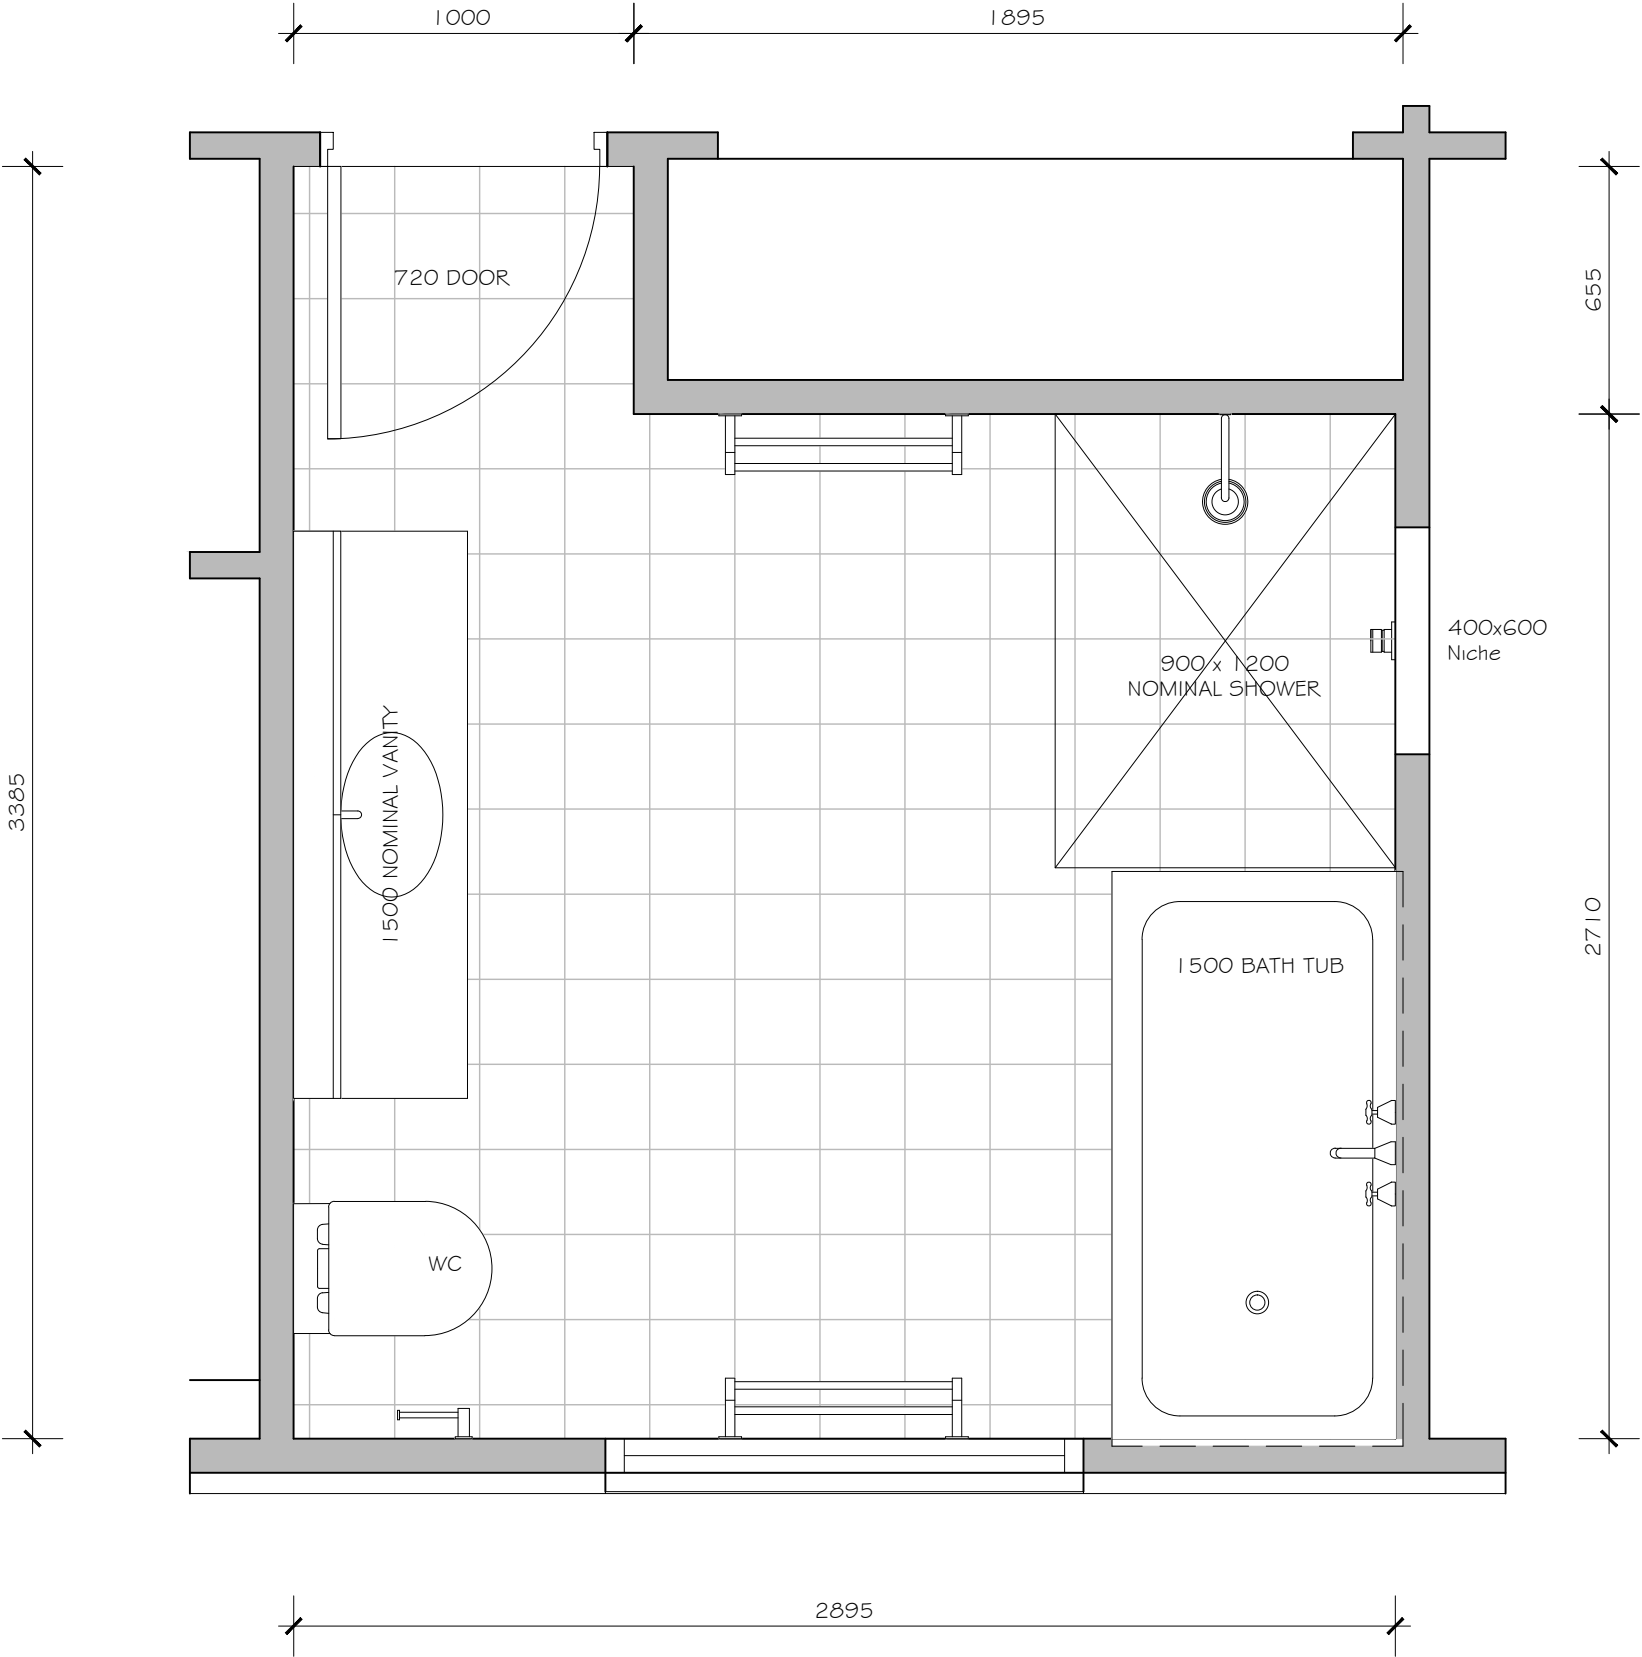 1000
1895
720 DOOR
655
400x600
Niche
900 x 1200
NOMINAL SHOWER
1500 NOMINAL VANITY
3385
2710
1500 BATH TUB
WC
2895